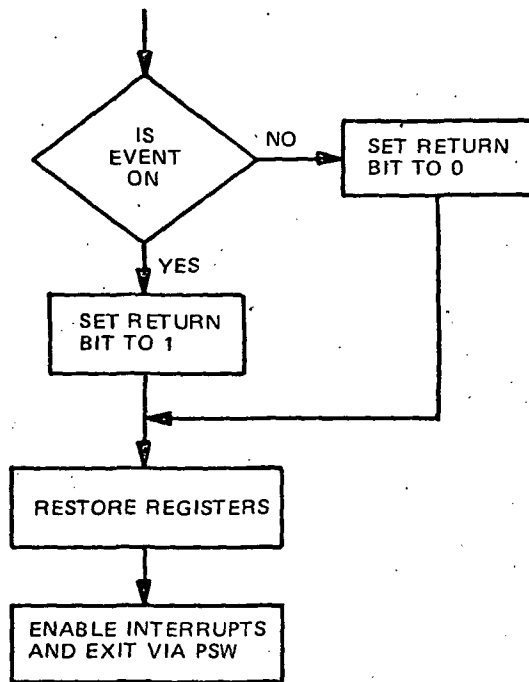 IS
EVENT
ON
NO
SET RETURN
BIT TO 0
YES
SET RETURN
BIT TO 1
RESTORE REGISTERS
ENABLE INTERRUPTS
AND EXIT VIA PSW